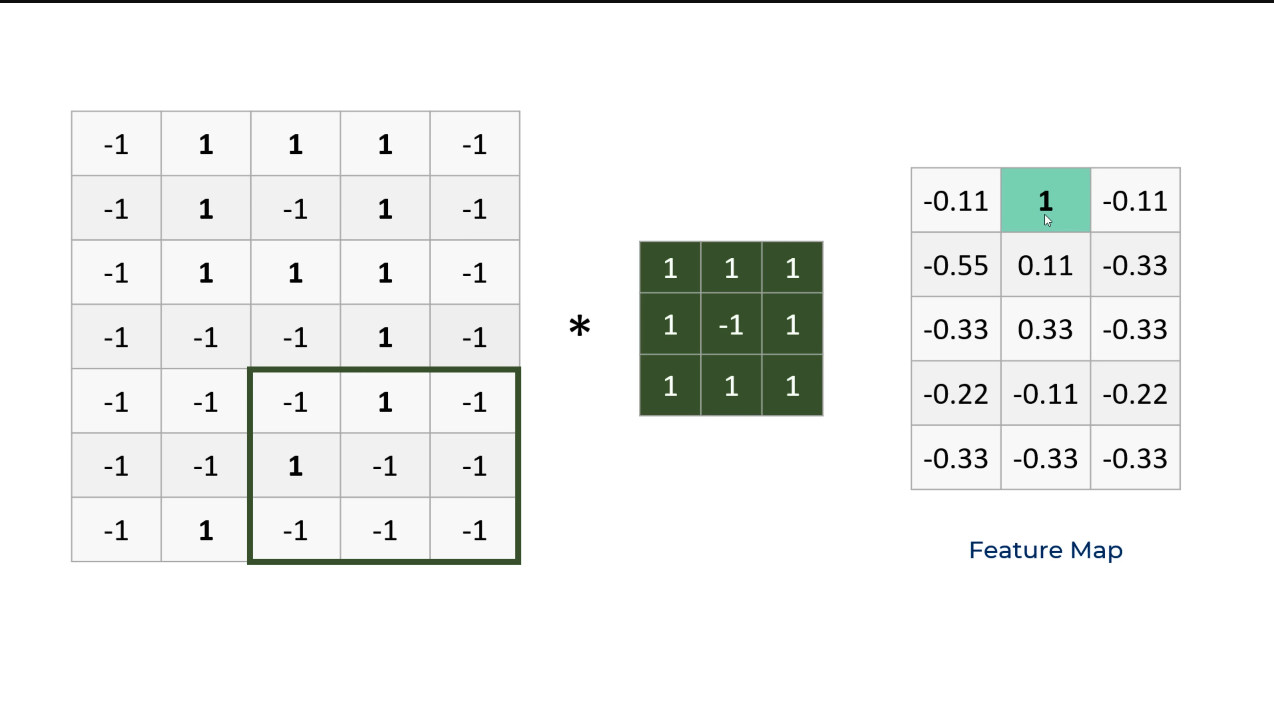 -1 1 1 1 -1
-1 1 -1 1 -1
-1 1 1 1 -1
-1 -1 -1 1 -1
-1 -1 -1 1 -1
-1 -1 1 -1 -1
-1 1 -1 -1 -1
*
1 1 1
1 -1 1
1 1 1
-0.11 1 -0.11
-0.55 0.11 -0.33
-0.33 0.33 -0.33
-0.22 -0.11 -0.22
-0.33 -0.33 -0.33
Feature Map